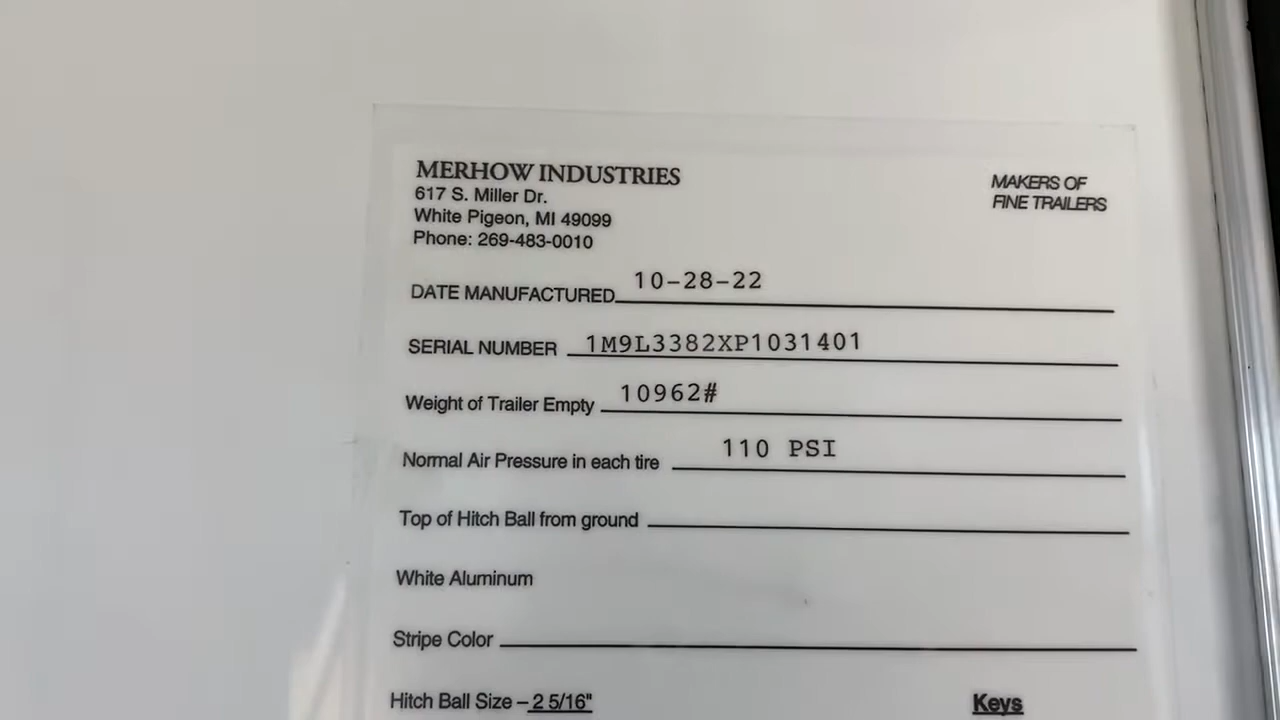 MERHOW INDUSTRIES
617 S. Miller Dr.
White Pigeon, MI 49099
Phone: 269-483-0010
MAKERS OF
FINE TRAILERS
DATE MANUFACTURED 10-28-22
SERIAL NUMBER 1M9L3382XP1031401
Weight of Trailer Empty 10962#
Normal Air Pressure in each tire 110 PSI
Top of Hitch Ball from ground
White Aluminum
Stripe Color
Hitch Ball Size – 2 5/16" Keys